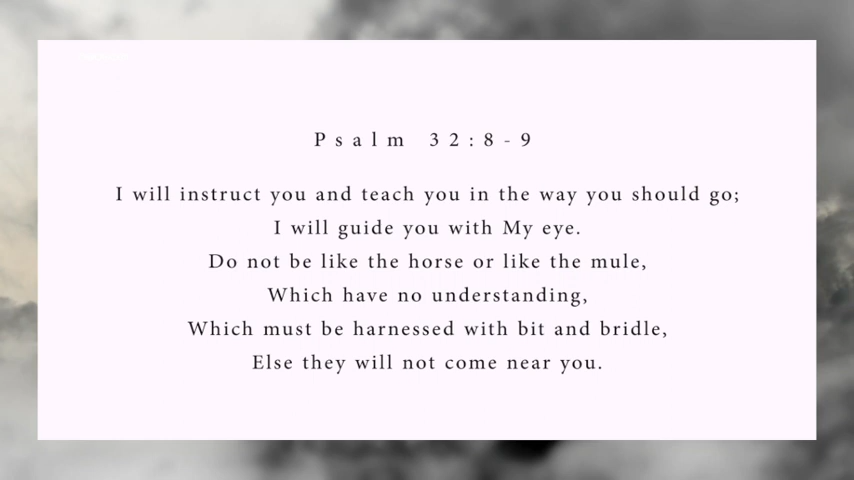 Psalm 32:8-9
I will instruct you and teach you in the way you should go;
I will guide you with My eye.
Do not be like the horse or like the mule,
Which have no understanding,
Which must be harnessed with bit and bridle,
Else they will not come near you.